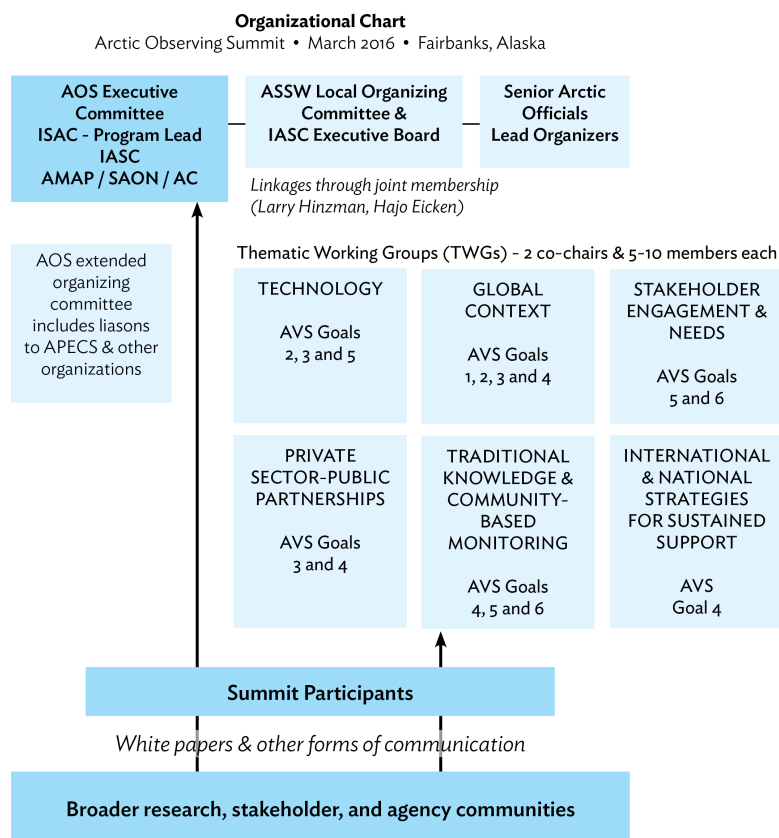 Organizational Chart
Arctic Observing Summit • March 2016 • Fairbanks, Alaska
AOS Executive
Committee
ISAC - Program Lead
IASC
AMAP / SAON / AC
ASSW Local Organizing
Committee &
IASC Executive Board
Senior Arctic
Officials
Lead Organizers
Linkages through joint membership
(Larry Hinzman, Hajo Eicken)
AOS extended
organizing
committee
includes liasons
to APECS & other
organizations
Thematic Working Groups (TWGs) - 2 co-chairs & 5-10 members each
TECHNOLOGY
AVS Goals
2, 3 and 5
GLOBAL
CONTEXT
AVS Goals
1, 2, 3 and 4
STAKEHOLDER
ENGAGEMENT &
NEEDS
AVS Goals
5 and 6
PRIVATE
SECTOR-PUBLIC
PARTNERSHIPS
AVS Goals
3 and 4
TRADITIONAL
KNOWLEDGE &
COMMUNITY-
BASED
MONITORING
AVS Goals
4, 5 and 6
INTERNATIONAL
& NATIONAL
STRATEGIES
FOR SUSTAINED
SUPPORT
AVS
Goal 4
Summit Participants
White papers & other forms of communication
Broader research, stakeholder, and agency communities